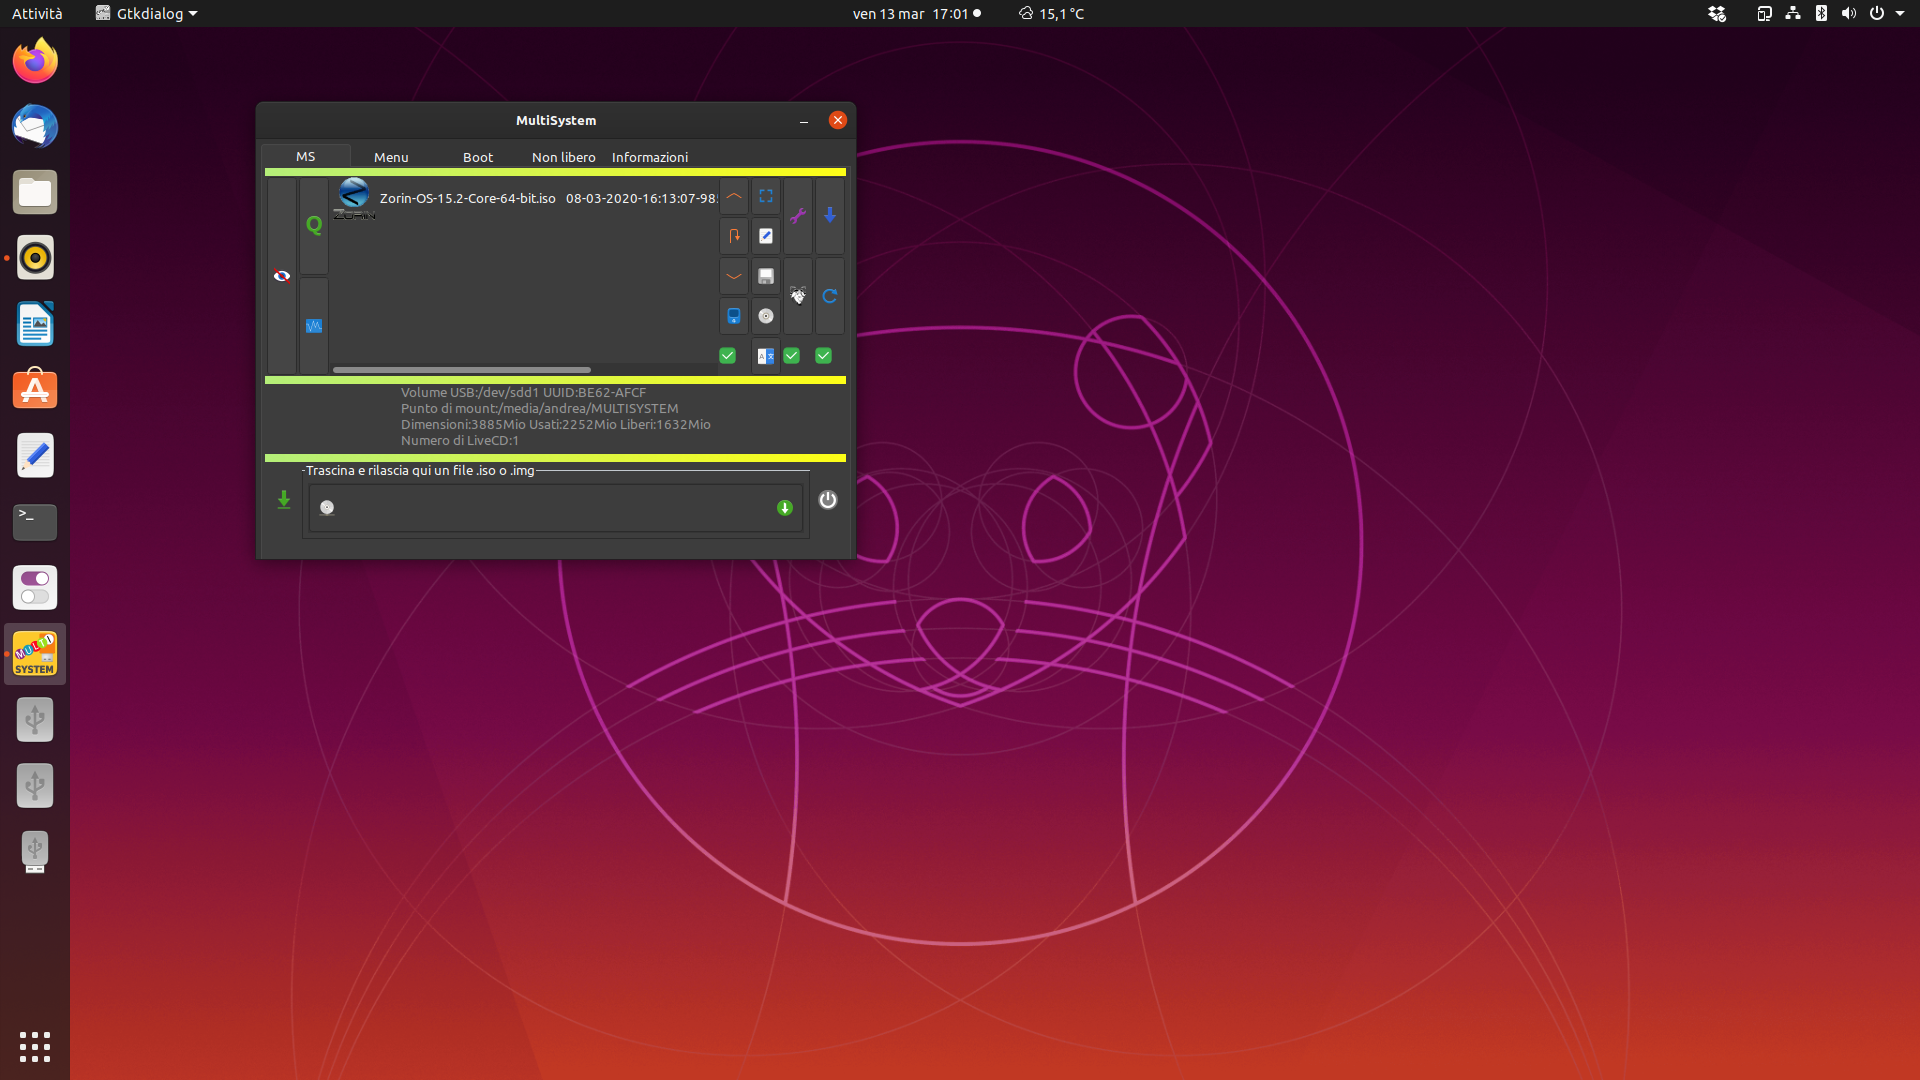 Attività
Gtkdialog
ven 13 mar 17:01
15,1 °C
MultiSystem
MS
Menu
Boot
Non libero
Informazioni
Q
ZORIN
Zorin-OS-15.2-Core-64-bit.iso 08-03-2020-16:13:07-98
Volume USB:/dev/sdd1 UUID:BE62-AFCF
Punto di mount:/media/andrea/MULTISYSTEM
Dimensioni:3885Mio Usati:2252Mio Liberi:1632Mio
Numero di LiveCD:1
Trascina e rilascia qui un file .iso o .img
>_
MULTI
SYSTEM